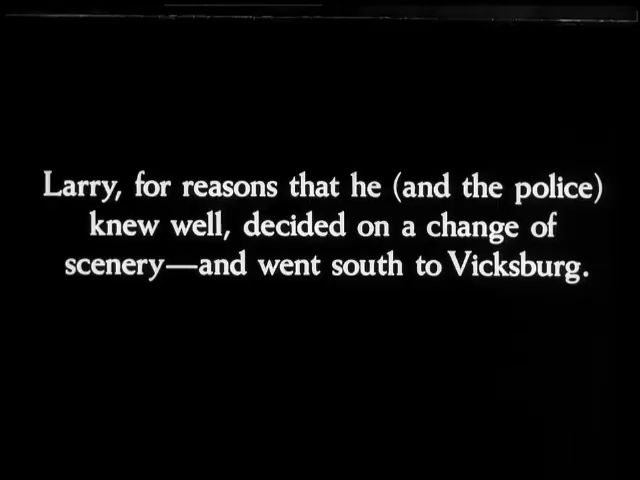 Larry, for reasons that he (and the police)
knew well, decided on a change of
scenery—and went south to Vicksburg.